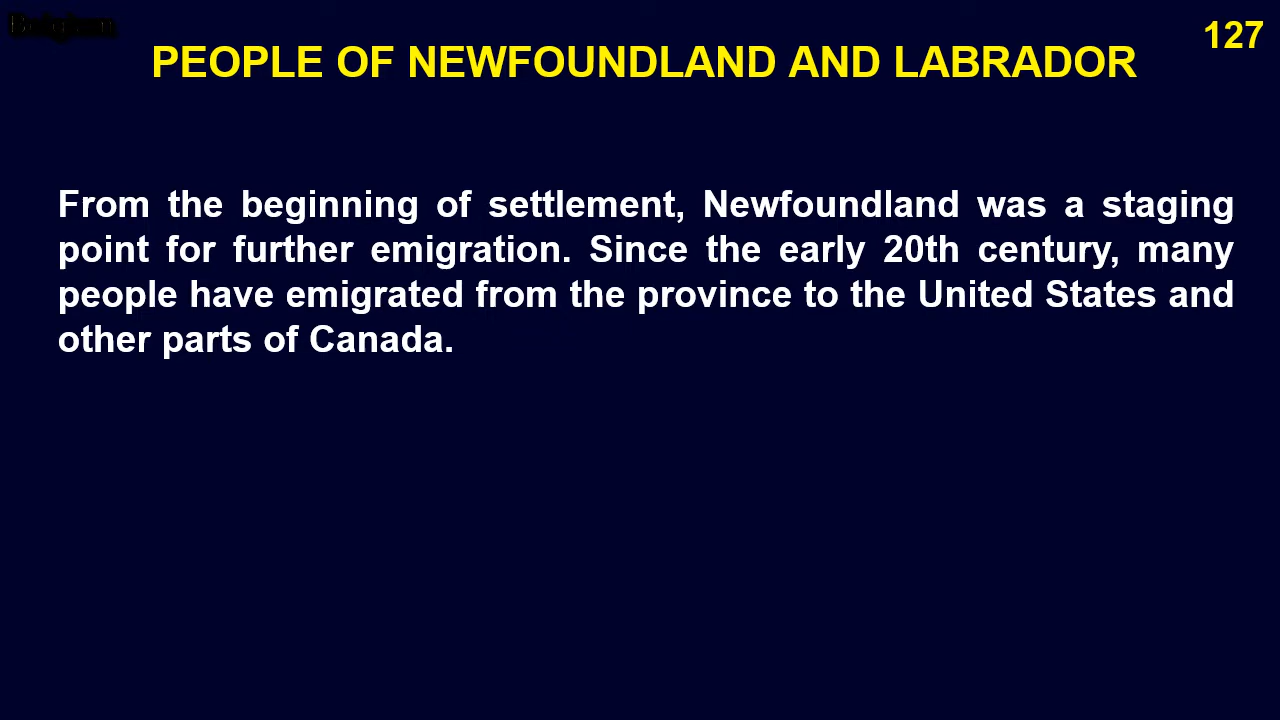 Belgium
127
PEOPLE OF NEWFOUNDLAND AND LABRADOR
From the beginning of settlement, Newfoundland was a staging
point for further emigration. Since the early 20th century, many
people have emigrated from the province to the United States and
other parts of Canada.